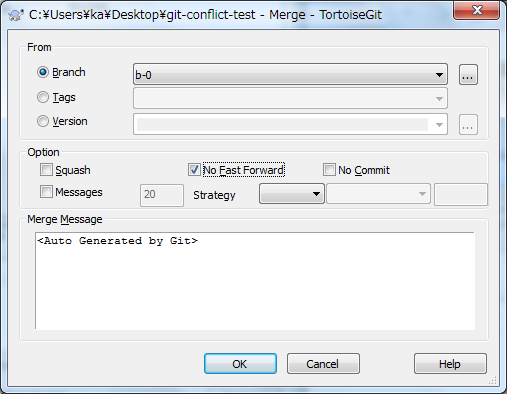 C:¥Users¥ka¥Desktop¥git-conflict-test - Merge - TortoiseGit
From
Branch
b-0
...
Tags
Version
...
Option
Squash
No Fast Forward
No Commit
Messages
20
Strategy
Merge Message
<Auto Generated by Git>
OK
Cancel
Help